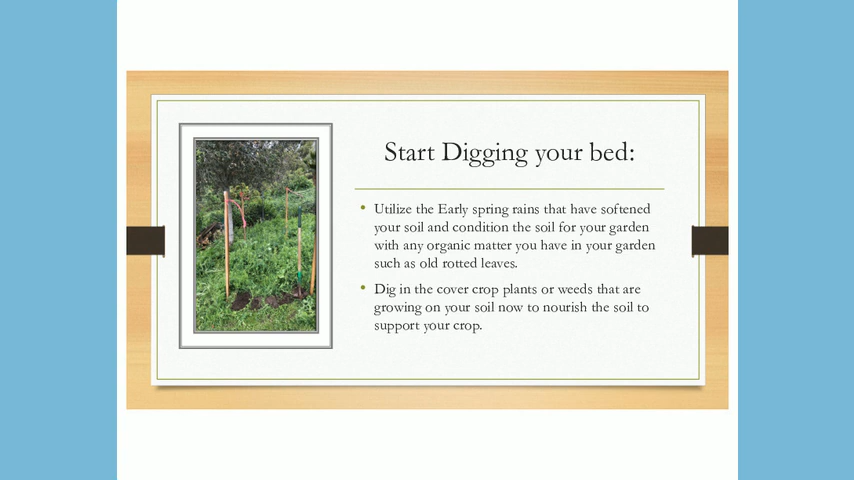 Start Digging your bed:
• Utilize the Early spring rains that have softened
your soil and condition the soil for your garden
with any organic matter you have in your garden
such as old rotted leaves.
• Dig in the cover crop plants or weeds that are
growing on your soil now to nourish the soil to
support your crop.